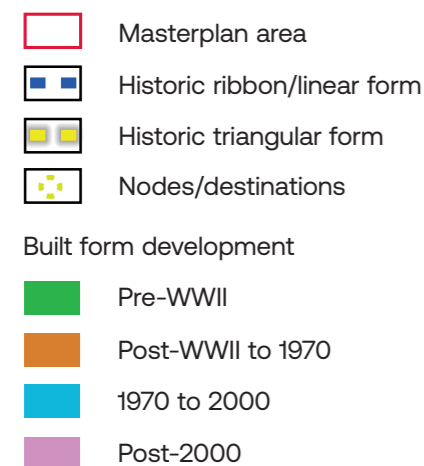 Masterplan area
Historic ribbon/linear form
Historic triangular form
Nodes/destinations
Built form development
Pre-WWII
Post-WWII to 1970
1970 to 2000
Post-2000